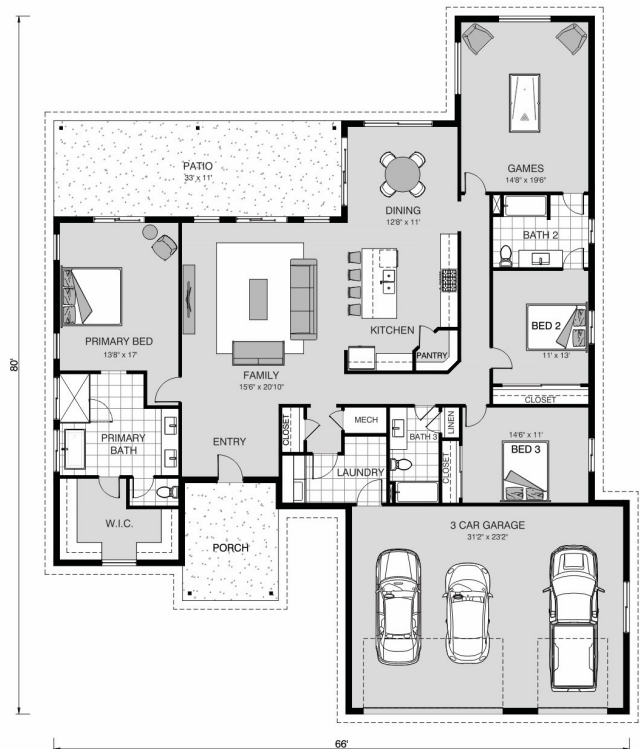 GAMES
14'8" x 19'6"
PATIO
33' x 11'
DINING
12'8" x 11'
BATH 2
KITCHEN
PANTRY
BED 2
11' x 13'
CLOSET
PRIMARY BED
13'8" x 17'
FAMILY
15'6" x 20'10"
80'
PRIMARY
BATH
ENTRY
CLOSET
MECH
LAUNDRY
BATH 3
LINEN
CLOSET
14'6" x 11'
BED 3
W.I.C.
PORCH
3 CAR GARAGE
31'2" x 23'2"
66'